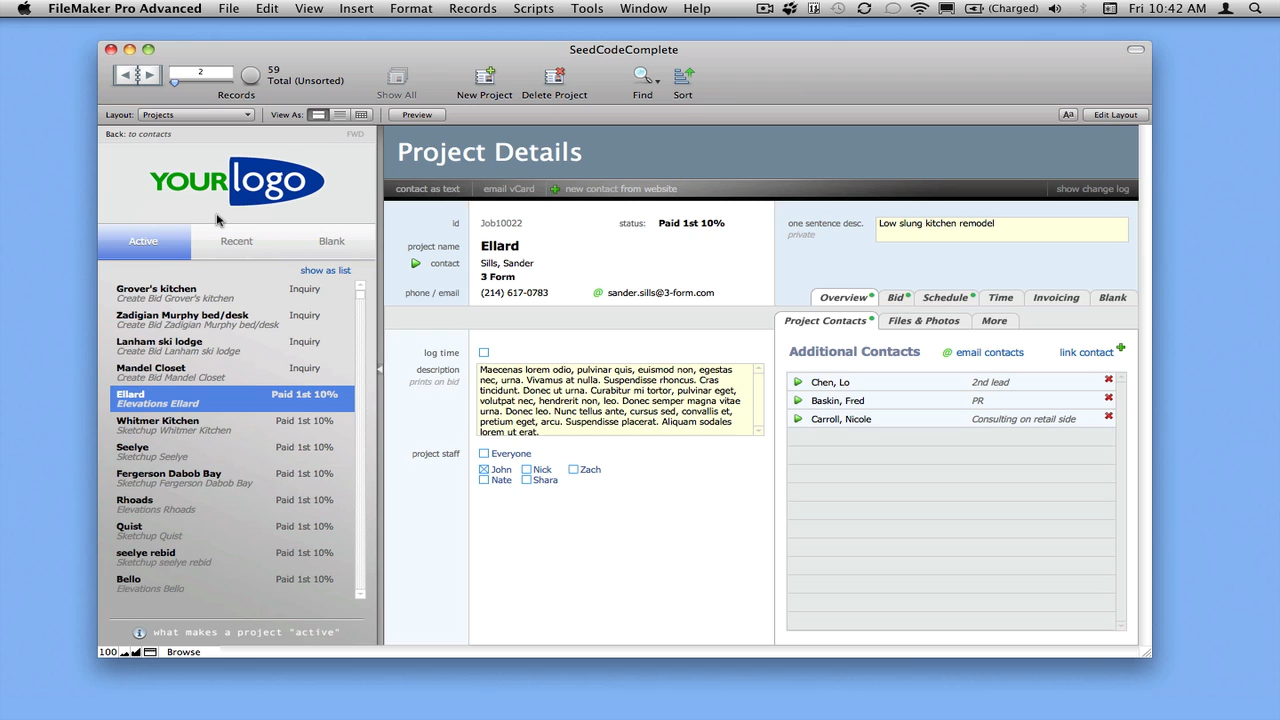 FileMaker Pro Advanced File Edit View Insert Format Records Scripts Tools Window Help (Charged) Fri 10:42 AM
SeedCodeComplete
2
59
Total (Unsorted)
Records Show All New Project Delete Project Find Sort
Layout: Projects View As: Preview Aa Edit Layout
Back: to contacts FWD
YOURlogo
Active Recent Blank
show as list
Grover's kitchen Inquiry
Create Bid Grover's kitchen
Zadigian Murphy bed/desk Inquiry
Create Bid Zadigian Murphy bed/desk
Lanham ski lodge Inquiry
Create Bid Lanham ski lodge
Mandel Closet Inquiry
Create Bid Mandel Closet
Ellard Paid 1st 10%
Elevations Ellard
Whitmer Kitchen Paid 1st 10%
Sketchup Whitmer Kitchen
Seelye Paid 1st 10%
Sketchup Seelye
Fergerson Dabob Bay Paid 1st 10%
Sketchup Fergerson Dabob Bay
Rhoads Paid 1st 10%
Elevations Rhoads
Quist Paid 1st 10%
Sketchup Quist
seelye rebid Paid 1st 10%
Sketchup seelye rebid
Bello Paid 1st 10%
Elevations Bello
what makes a project "active"
100 Browse
Project Details
contact as text email vCard new contact from website show change log
id Job10022 status: Paid 1st 10%
project name Ellard
contact Sills, Sander
3 Form
phone / email (214) 617-0783 @ sander.sills@3-form.com
one sentence desc. Low slung kitchen remodel
private
Overview Bid Schedule Time Invoicing Blank
Project Contacts Files & Photos More
log time
description
prints on bid
Maecenas lorem odio, pulvinar quis, euismod non, egestas
nec, urna. Vivamus at nulla. Suspendisse rhoncus. Cras
tincidunt. Donec ut urna. Curabitur mi tortor, pulvinar eget,
volutpat nec, hendrerit non, leo. Donec semper magna vitae
urna. Donec leo. Nunc tellus ante, cursus sed, convallis et,
pretium eget, arcu. Suspendisse placerat. Aliquam sodales
lorem ut erat.
project staff Everyone
John Nick Zach
Nate Shara
Additional Contacts @ email contacts link contact
Chen, Lo 2nd lead
Baskin, Fred PR
Carroll, Nicole Consulting on retail side